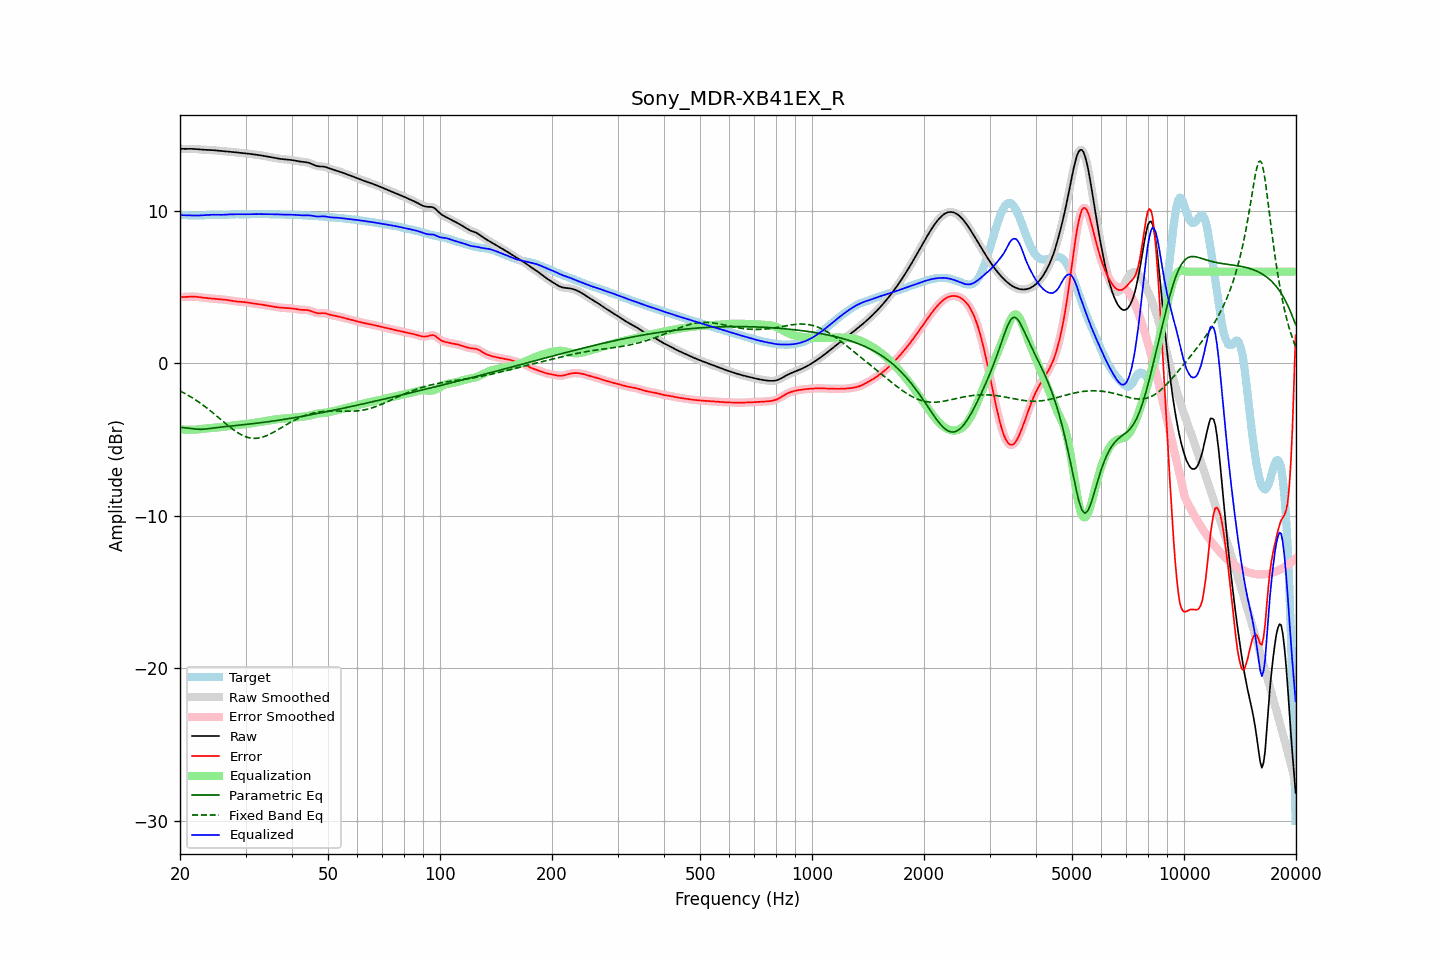 Sony_MDR-XB41EX_R
Amplitude (dBr)
10
0
−10
−20
−30
Target
Raw Smoothed
Error Smoothed
Raw
Error
Equalization
Parametric Eq
Fixed Band Eq
Equalized
20 50 100 200 500 1000 2000 5000 10000 20000
Frequency (Hz)